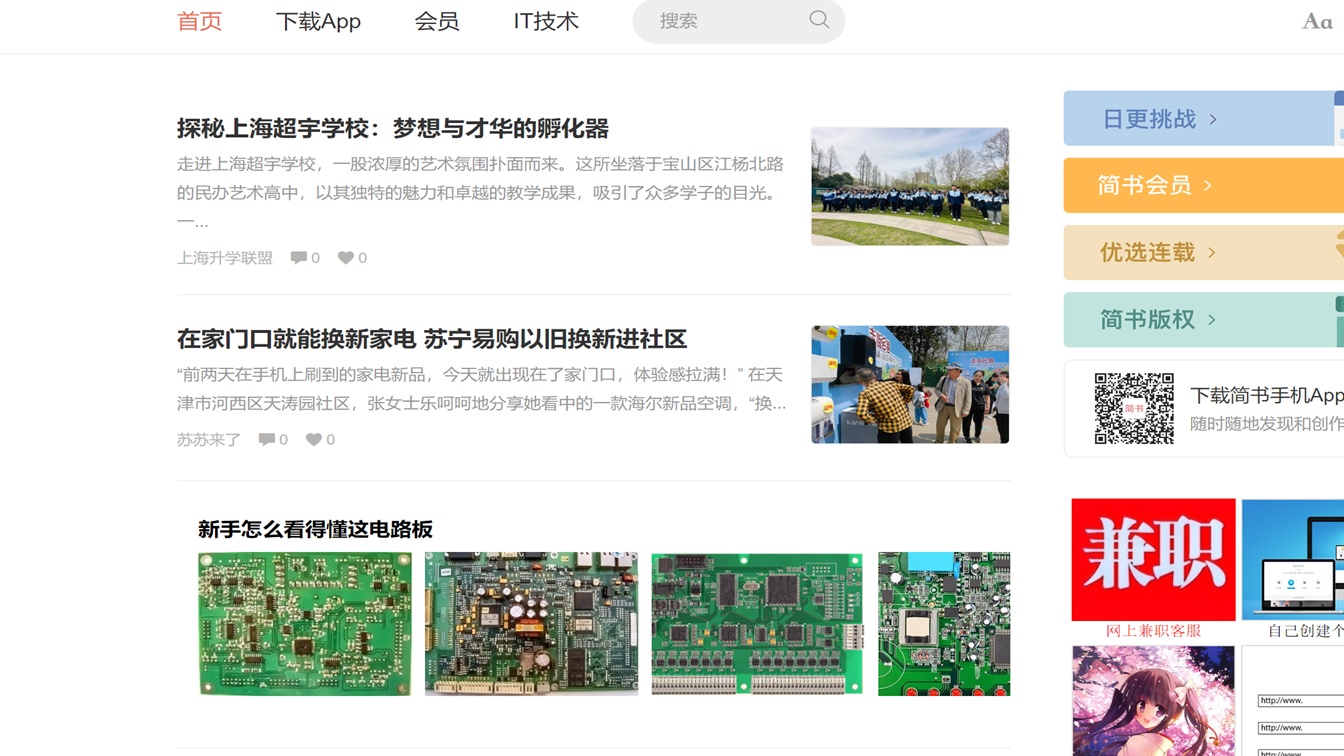 首页 下载App 会员 IT技术 搜索 Aa
探秘上海超宇学校：梦想与才华的孵化器
走进上海超宇学校，一股浓厚的艺术氛围扑面而来。这所坐落于宝山区江杨北路
的民办艺术高中，以其独特的魅力和卓越的教学成果，吸引了众多学子的目光。
一...
上海升学联盟 0 0
在家门口就能换新家电 苏宁易购以旧换新进社区
“前两天在手机上刷到的家电新品，今天就出现在了家门口，体验感拉满！” 在天
津市河西区天涛园社区，张女士乐呵呵地分享她看中的一款海尔新品空调，“换...
苏苏来了 0 0
新手怎么看得懂这电路板
日更挑战
简书会员
优选连载
简书版权
简书
下载简书手机App
随时随地发现和创作
兼职
网上兼职客服
自己创建个
http://www.
http://www.
http://www.